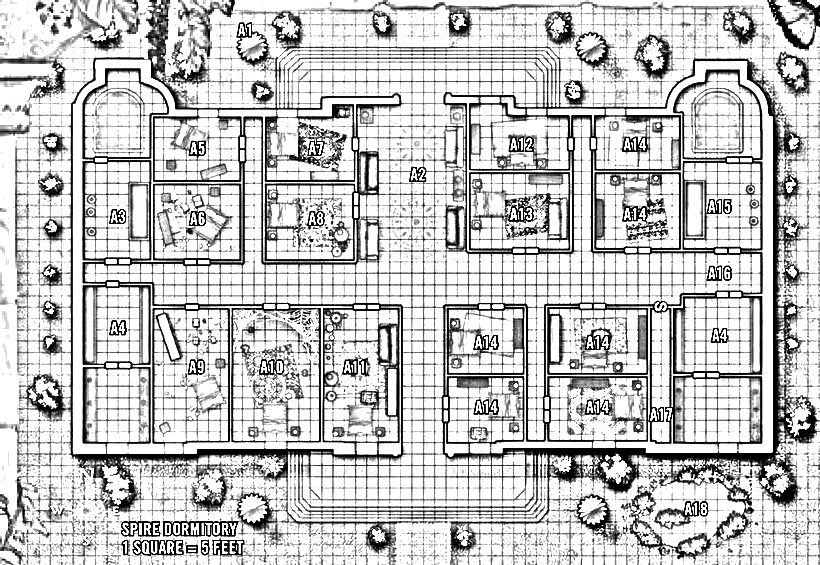 A1
A2
A5
A7
A12
A14
A3
A6
A8
A13
A14
A15
A16
A4
A9
A10
A11
A14
A14
A4
A14
A14
A17
S
A18
SPIRE DORMITORY
1 SQUARE = 5 FEET